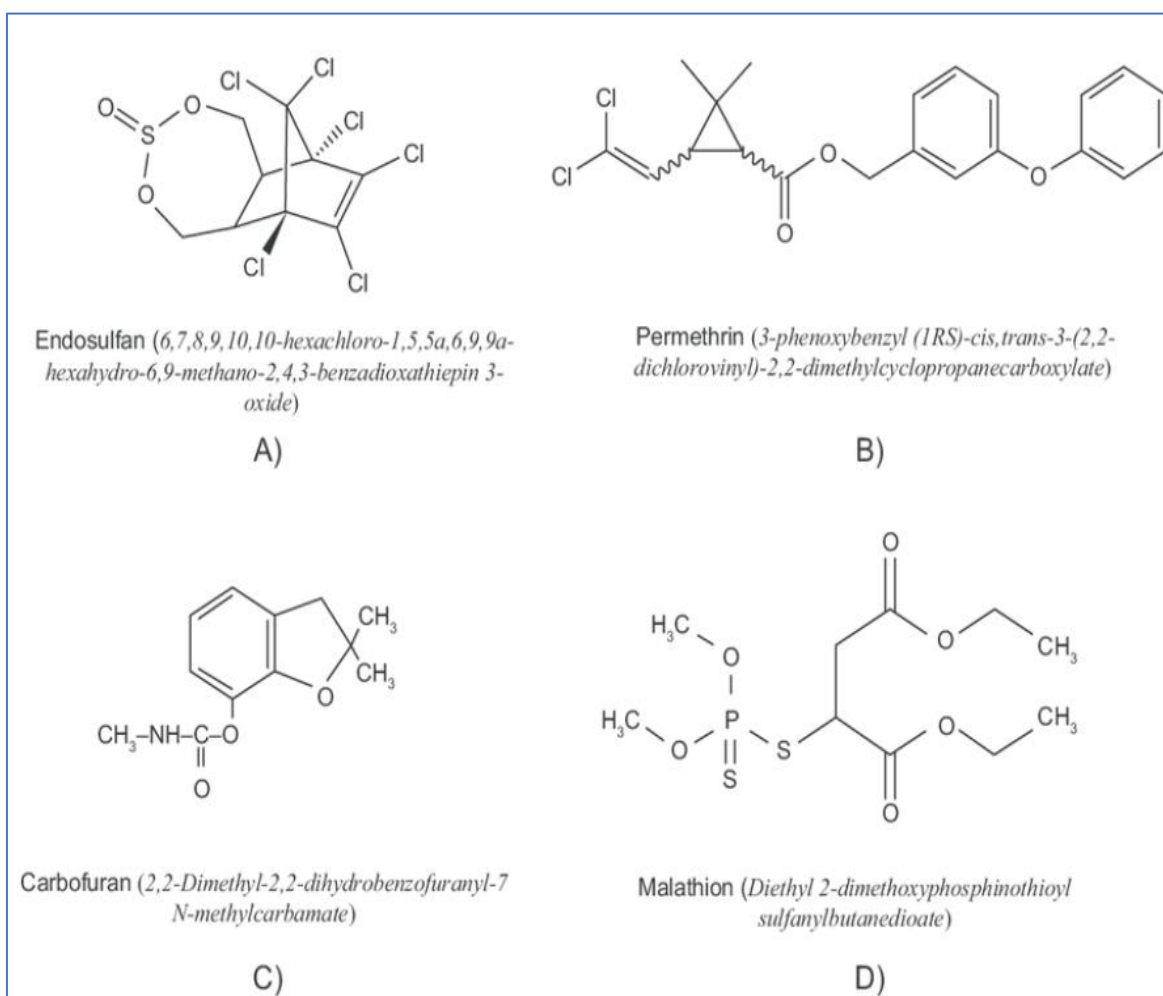 Cl
Cl
O
O
S
O
Cl
Cl
Cl
Cl
Endosulfan (6,7,8,9,10,10-hexachloro-1,5,5a,6,9,9a-
hexahydro-6,9-methano-2,4,3-benzadioxathiepin 3-
oxide)
A)
Cl
Cl
O
O
O
Permethrin (3-phenoxybenzyl (1RS)-cis,trans-3-(2,2-
dichlorovinyl)-2,2-dimethylcyclopropanecarboxylate)
B)
CH3
CH3
O
CH3–NH–C–O
O
Carbofuran (2,2-Dimethyl-2,2-dihydrobenzofuranyl-7
N-methylcarbamate)
C)
O
H3C
O
O
CH3
H3C
O
P
S
S
O
CH3
O
Malathion (Diethyl 2-dimethoxyphosphinothioyl
sulfanylbutanedioate)
D)